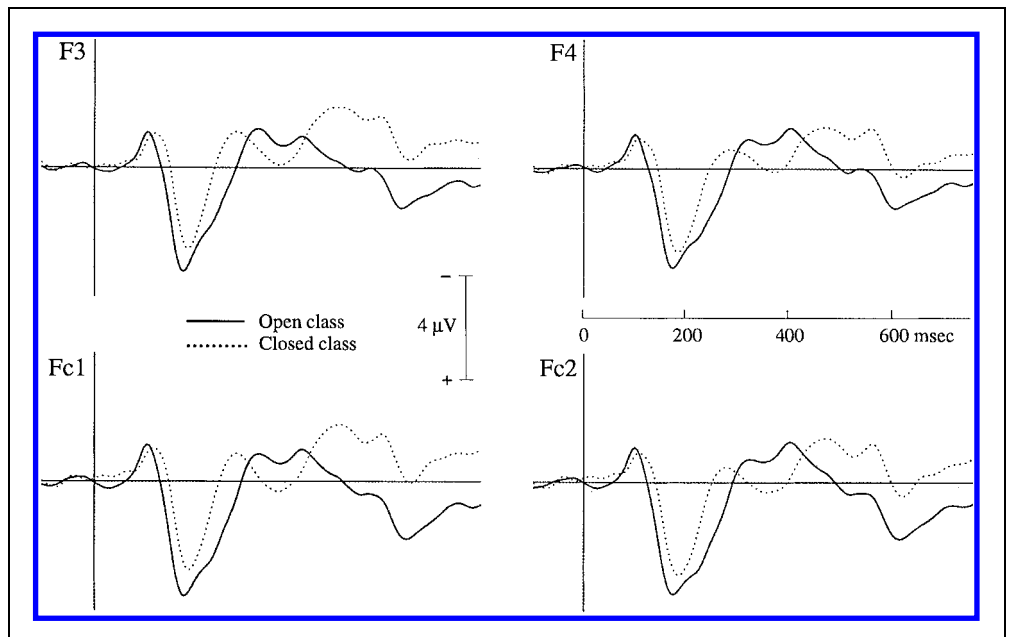 F3
F4
−
4 μV
+
Open class
Closed class
0 200 400 600 msec
Fc1
Fc2